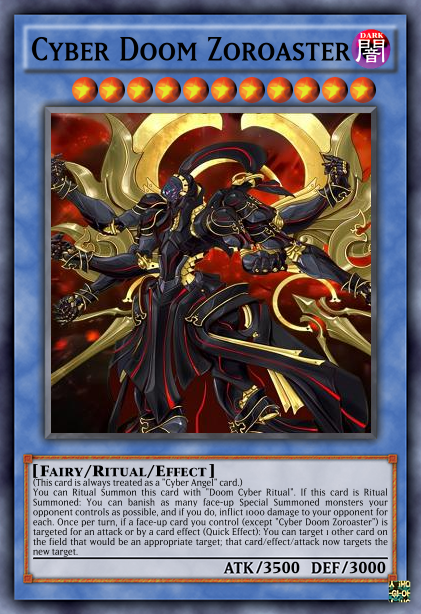 CYBER DOOM ZOROASTER
DARK
闇
[FAIRY/RITUAL/EFFECT]
(This card is always treated as a "Cyber Angel" card.)
You can Ritual Summon this card with "Doom Cyber Ritual". If this card is Ritual
Summoned: You can banish as many face-up Special Summoned monsters your
opponent controls as possible, and if you do, inflict 1000 damage to your opponent for
each. Once per turn, if a face-up card you control (except "Cyber Doom Zoroaster") is
targeted for an attack or by a card effect (Quick Effect): You can target 1 other card on
the field that would be an appropriate target; that card/effect/attack now targets the
new target.
ATK/3500 DEF/3000